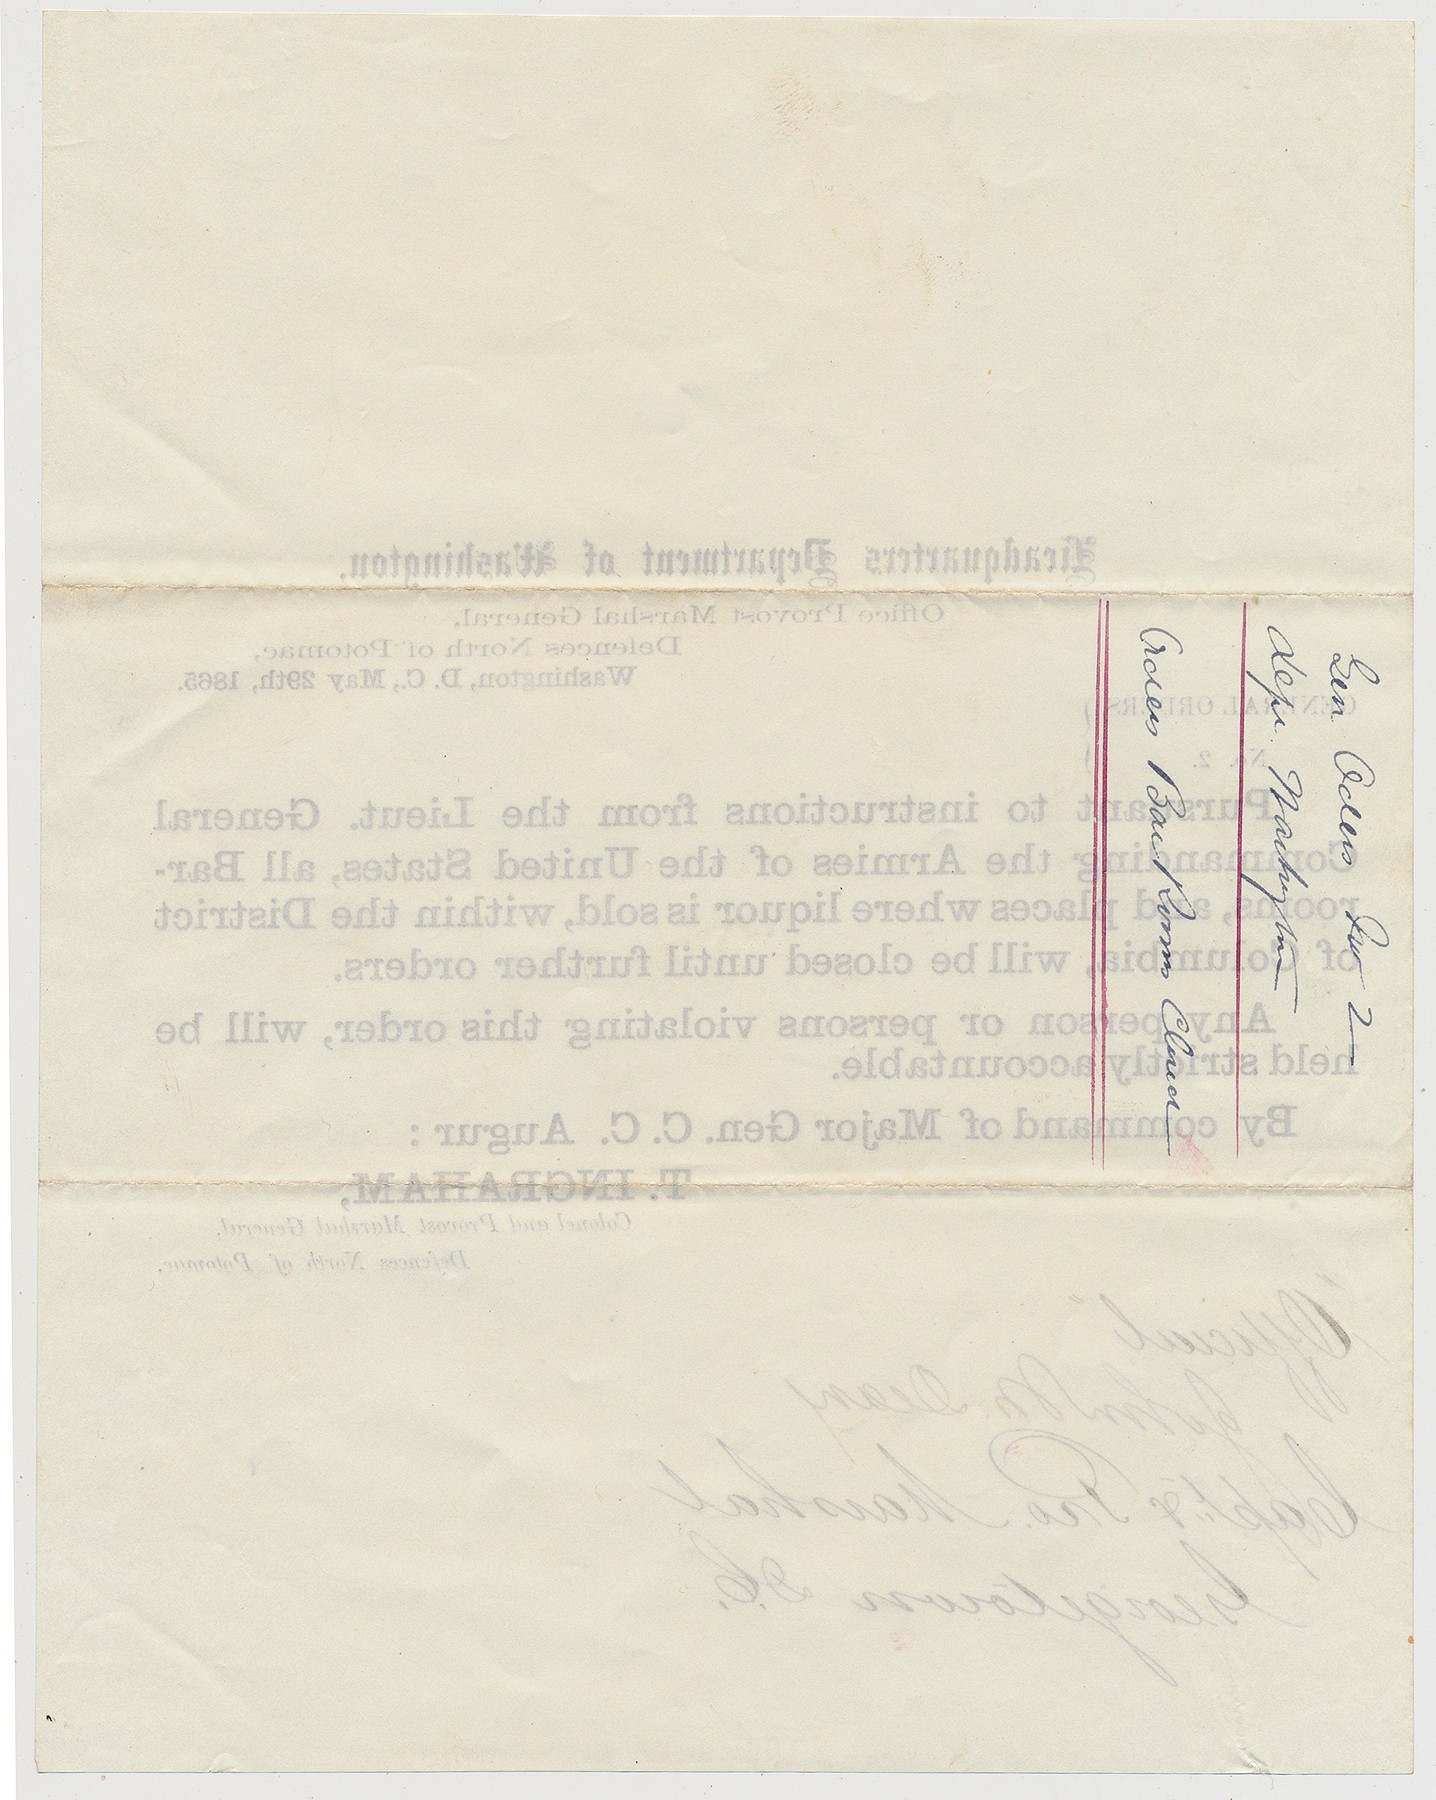 Gen Orders No 2
Dept. Washington
Orders Bar Rooms Closed
Headquarters Department of Washington.
Office Provost Marshal General.
Defences North of Potomac,
Washington, D. C., May 29th, 1865.
GENERAL ORDERS }
No. 2. }
Pursuant to instructions from the Lieut. General
Commanding the Armies of the United States, all Bar-
rooms, and places where liquor is sold, within the District
of Columbia, will be closed until further orders.
Any person or persons violating this order, will be
held strictly accountable.
By command of Major Gen. C. C. Augur :
T. INGRAHAM,
Colonel and Provost Marshal General,
Defences North of Potomac.
"Official"
Capt. & Pro. Marshal
Georgetown D.C.